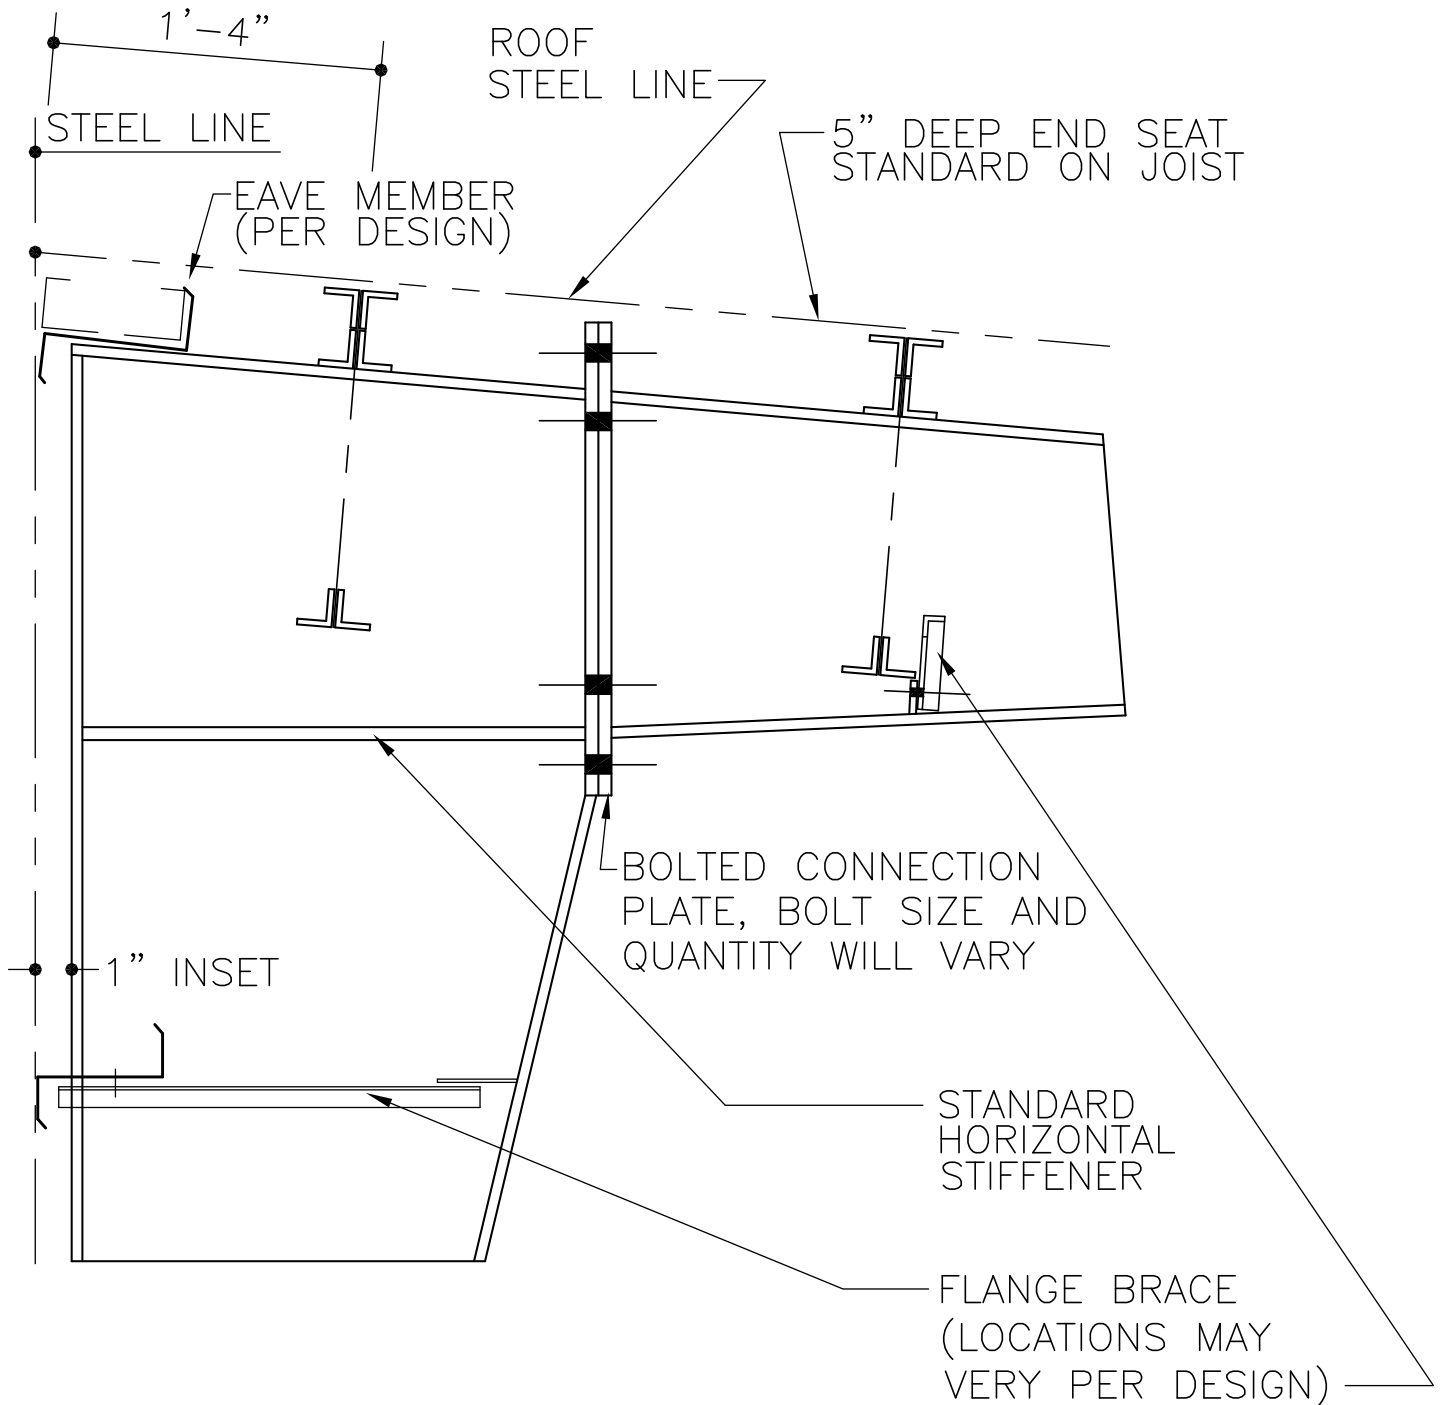 1’-4”
ROOF
STEEL LINE
STEEL LINE
5” DEEP END SEAT
STANDARD ON JOIST
EAVE MEMBER
(PER DESIGN)
BOLTED CONNECTION
PLATE, BOLT SIZE AND
QUANTITY WILL VARY
1” INSET
STANDARD
HORIZONTAL
STIFFENER
FLANGE BRACE
(LOCATIONS MAY
VERY PER DESIGN)